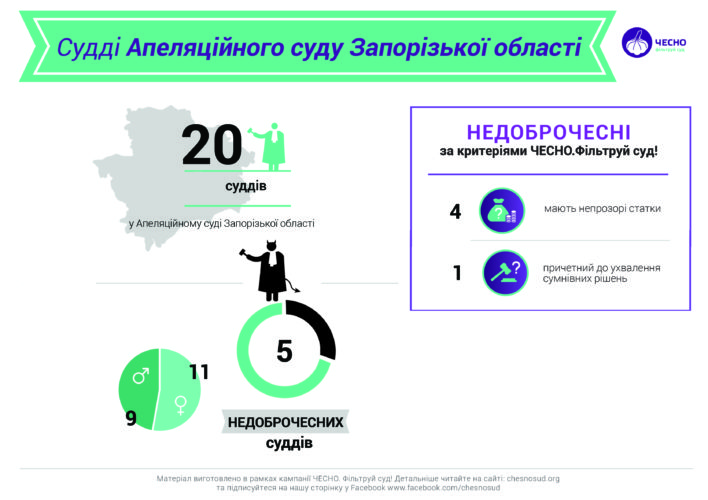 Судді Апеляційного суду Запорізької області
ЧЕСНО
20
суддів
у Апеляційному суді Запорізької області
НЕДОБРОЧЕСНІ
за критеріями ЧЕСНО.Фільтруй суд!
4
?
мають непрозорі статки
1
?
причетний до ухвалення
сумнівних рішень
5
НЕДОБРОЧЕСНИХ
суддів
11
9
Матеріал виготовлено в рамках кампанії ЧЕСНО. Фільтруй суд! Детальніше читайте на сайті: chesnosud.org
та підписуйтеся на нашу сторінку у Facebook www.facebook.com/chesnosud